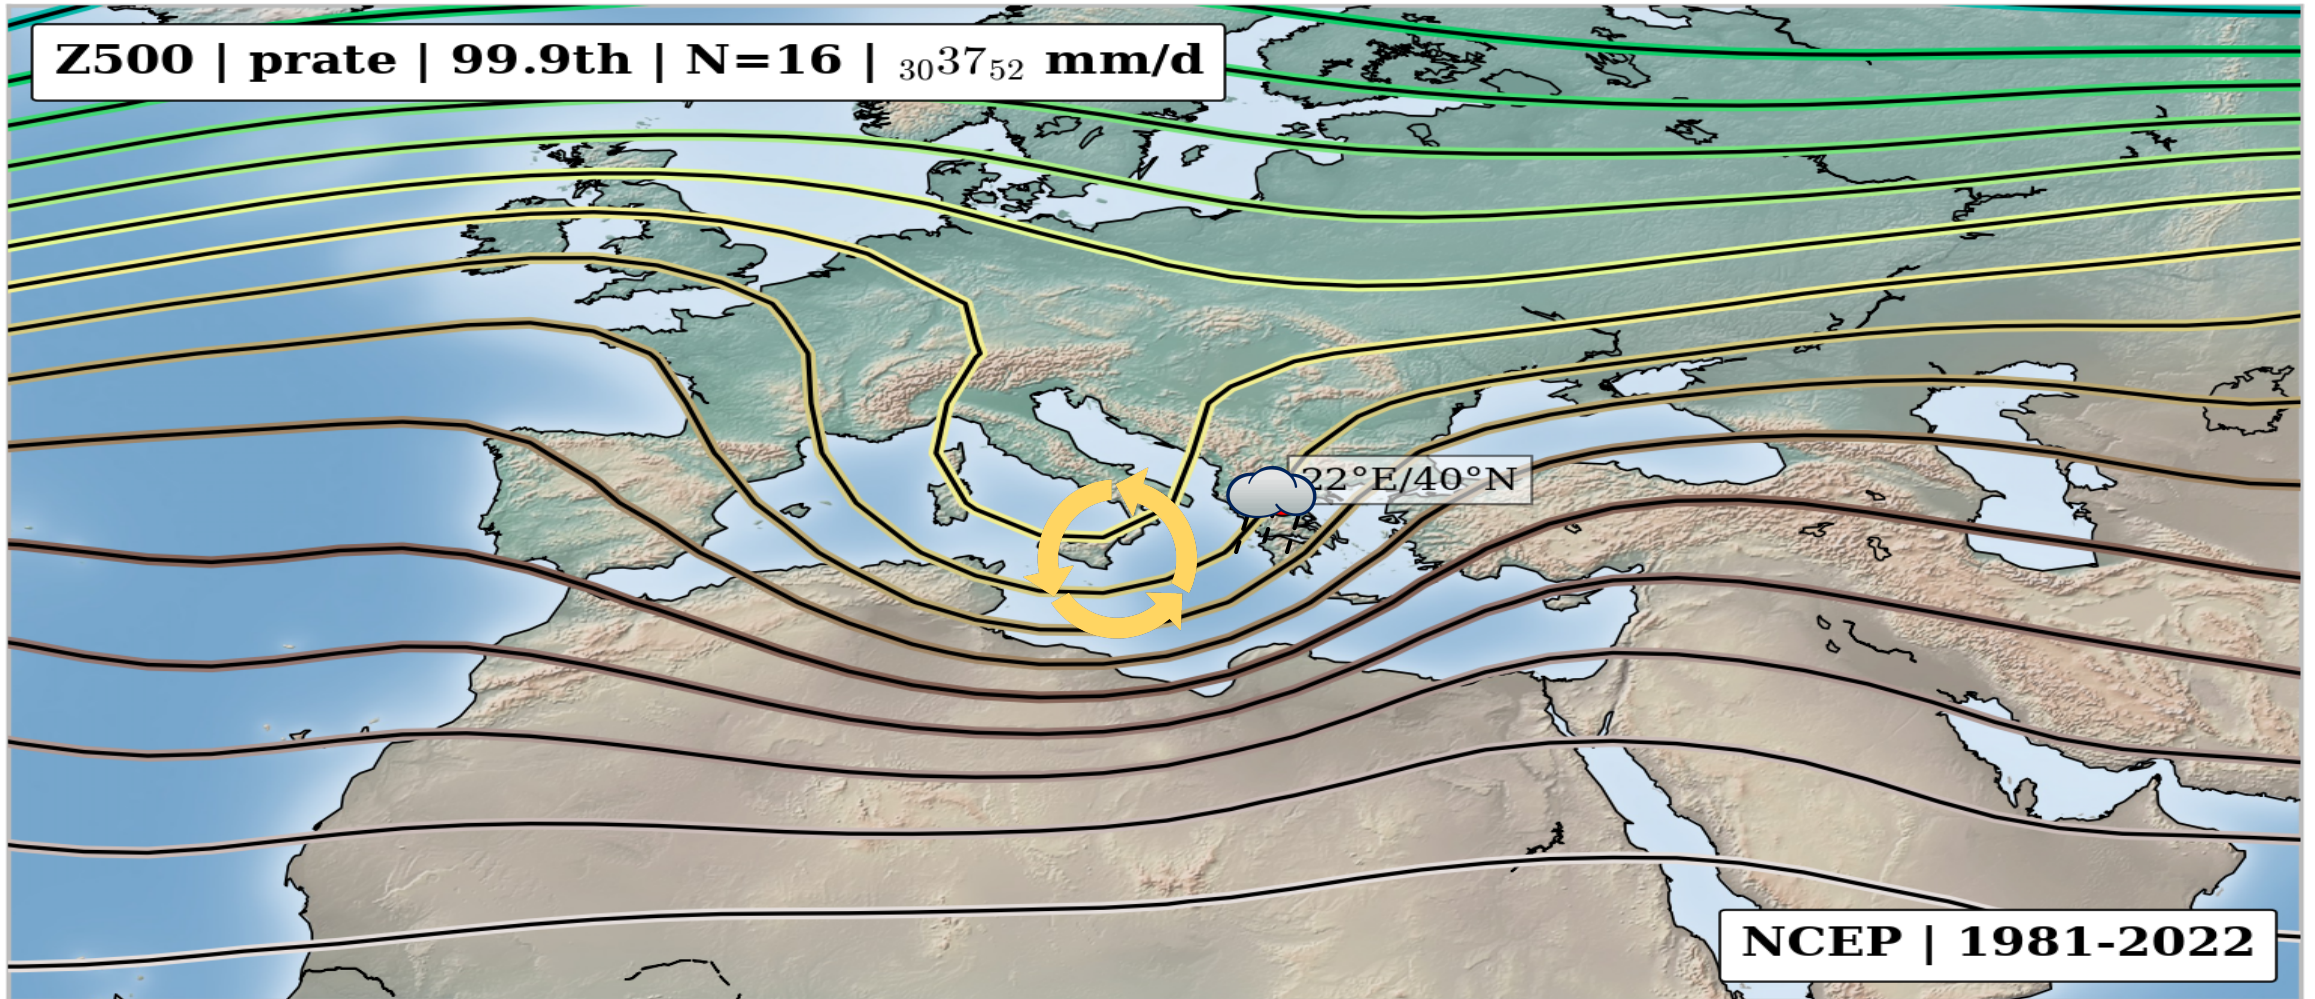 Z500 | prate | 99.9th | N=16 | 303752 mm/d
22°E/40°N
NCEP | 1981-2022